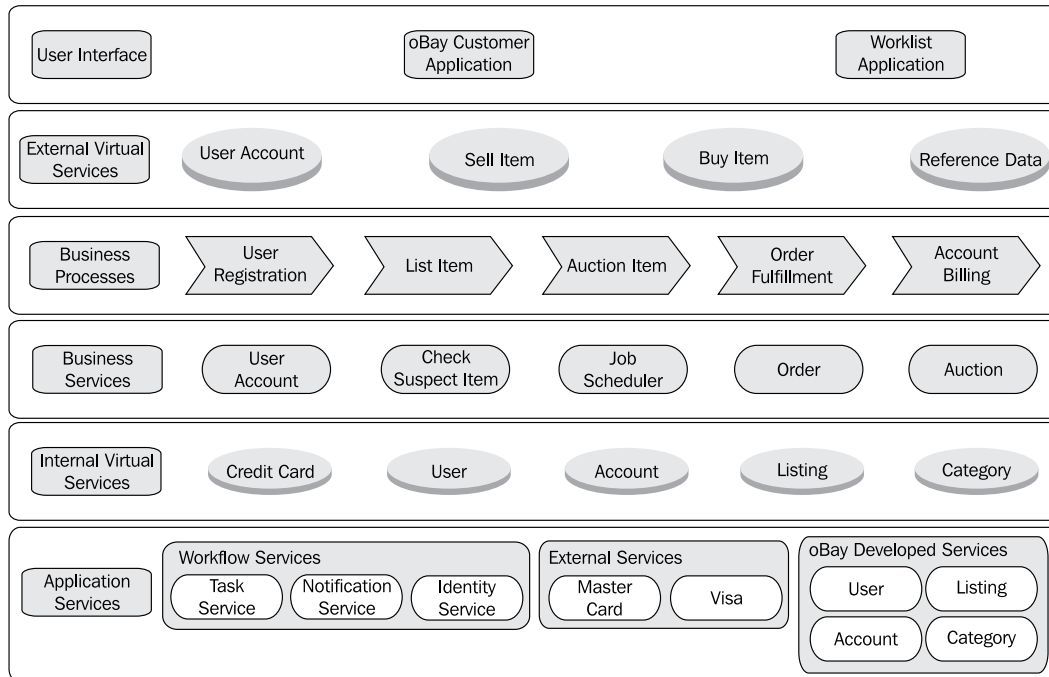 User Interface
oBay Customer
Application
Worklist
Application
External Virtual
Services
User Account
Sell Item
Buy Item
Reference Data
Business
Processes
User
Registration
List Item
Auction Item
Order
Fulfillment
Account
Billing
Business
Services
User
Account
Check
Suspect Item
Job
Scheduler
Order
Auction
Internal Virtual
Services
Credit Card
User
Account
Listing
Category
Application
Services
Workflow Services
Task
Service
Notification
Service
Identity
Service
External Services
Master
Card
Visa
oBay Developed Services
User
Listing
Account
Category